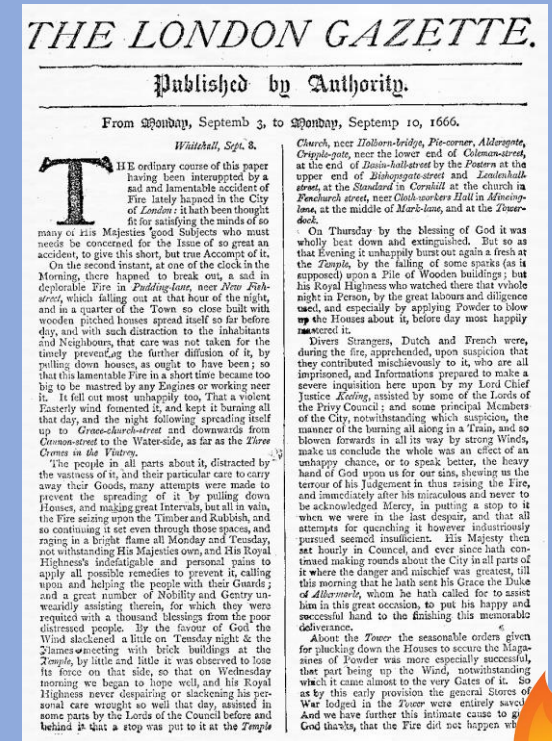 THE LONDON GAZETTE.
Published by Authority.
From Monday, Septemb 3, to Monday, Septemp 10, 1666.
Whitehall, Sept. 8.
THE ordinary course of this paper
having been interrupted by a
sad and lamentable accident of
Fire lately hapned in the City
of London: it hath been thought
fit for satisfying the minds of so
many of His Majesties good Subjects who must
needs be concerned for the Issue of so great an
accident, to give this short, but true Accompt of it.
On the second instant, at one of the clock in the
Morning, there hapned to break out, a sad in
deplorable Fire in Pudding-lane, neer New Fish-
street, which falling out at that hour of the night,
and in a quarter of the Town so close built with
wooden pitched houses spread itself so far before
day, and with such distraction to the inhabitants
and Neighbours, that care was not taken for the
timely preventing the further diffusion of it, by
pulling down houses, as ought to have been; so
that this lamentable Fire in a short time became too
big to be mastred by any Engines or working neer
it. It fell out most unhappily too, That a violent
Easterly wind fomented it, and kept it burning all
that day, and the night following spreading itself
up to Grace-church-street and downwards from
Cannon-street to the Water-side, as far as the Three
Cranes in the Vintrey.
The people in all parts about it, distracted by
the vastness of it, and their particular care to carry
away their Goods, many attempts were made to
prevent the spreading of it by pulling down
Houses, and making great Intervals, but all in vain,
the Fire seizing upon the Timber and Rubbish, and
so continuing it set even through those spaces, and
raging in a bright flame all Monday and Teusday,
not withstanding His Majesties own, and His Royal
Highness's indefatigable and personal pains to
apply all possible remedies to prevent it, calling
upon and helping the people with their Guards;
and a great number of Nobility and Gentry un-
weariedly assisting therein, for which they were
requited with a thousand blessings from the poor
distressed people. By the favour of God the
Wind slackened a little on Teusday night & the
Flames meeting with brick buildings at the
Temple, by little and little it was observed to lose
its force on that side, so that on Wednesday
morning we began to hope well, and his Royal
Highness never despairing or slackening his per-
sonal care wrought so well that day, assisted in
some parts by the Lords of the Council before and
behind it that a stop was put to it at the Temple
Church, neer Holborn-bridge, Pie-corner, Aldersgate,
Cripple-gate, neer the lower end of Coleman-street,
at the end of Basin-hall-street by the Postern at the
upper end of Bishopsgate-street and Leadenhall-
street, at the Standard in Cornhill at the church in
Fenchurch street, neer Cloth-workers Hall in Mincing-
lane, at the middle of Mark-lane, and at the Tower-
dock.
On Thursday by the blessing of God it was
wholly beat down and extinguished. But so as
that Evening it unhappily burst out again a fresh at
the Temple, by the falling of some sparks (as is
supposed) upon a Pile of Wooden buildings; but
his Royal Highness who watched there that vvhole
night in Person, by the great labours and diligence
used, and especially by applying Powder to blow
up the Houses about it, before day most happily
mastered it.
Divers Strangers, Dutch and French were,
during the fire, apprehended, upon suspicion that
they contributed mischievously to it, who are all
imprisoned, and Informations prepared to make a
severe inquisition here upon by my Lord Chief
Justice Keeling, assisted by some of the Lords of
the Privy Council; and some principal Members
of the City, notwithstanding which suspicion, the
manner of the burning all along in a Train, and so
blowen forwards in all its way by strong Winds,
make us conclude the whole was an effect of an
unhappy chance, or to speak better, the heavy
hand of God upon us for our sins, shewing us the
terrour of his Judgement in thus raising the Fire,
and immediately after his miraculous and never to
be acknowledged Mercy, in putting a stop to it
when we were in the last despair, and that all
attempts for quenching it however industriously
pursued seemed insufficient. His Majesty then
sat hourly in Councel, and ever since hath con-
tinued making rounds about the City in all parts of
it where the danger and mischief was greatest, till
this morning that he hath sent his Grace the Duke
of Albermarle, whom he hath called for to assist
him in this great occasion, to put his happy and
successful hand to the finishing this memorable
deliverance.
About the Tower the seasonable orders given
for plucking down the Houses to secure the Maga-
zines of Powder was more especially successful,
that part being up the Wind, notwithstanding
which it came almost to the very Gates of it. So
as by this early provision the general Stores of
War lodged in the Tower were entirely saved
And we have further this intimate cause to
God thanks, that the Fire did not happen